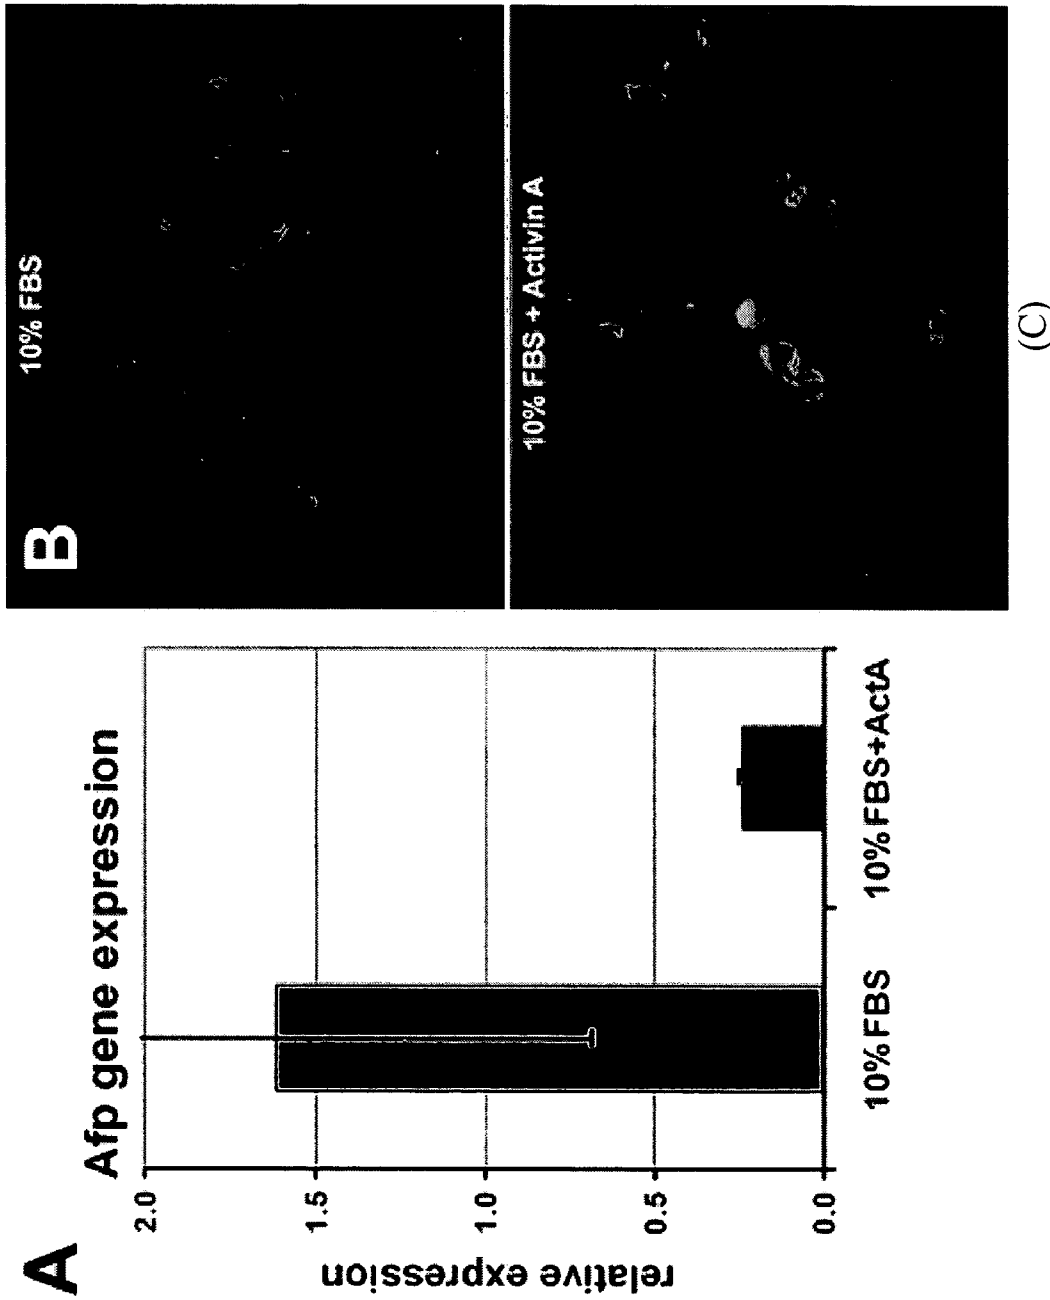 A
Afp gene expression
relative expression
2.0
1.5
1.0
0.5
0.0
10%FBS
10%FBS+ActA
B
10% FBS
10% FBS + Activin A
(C)